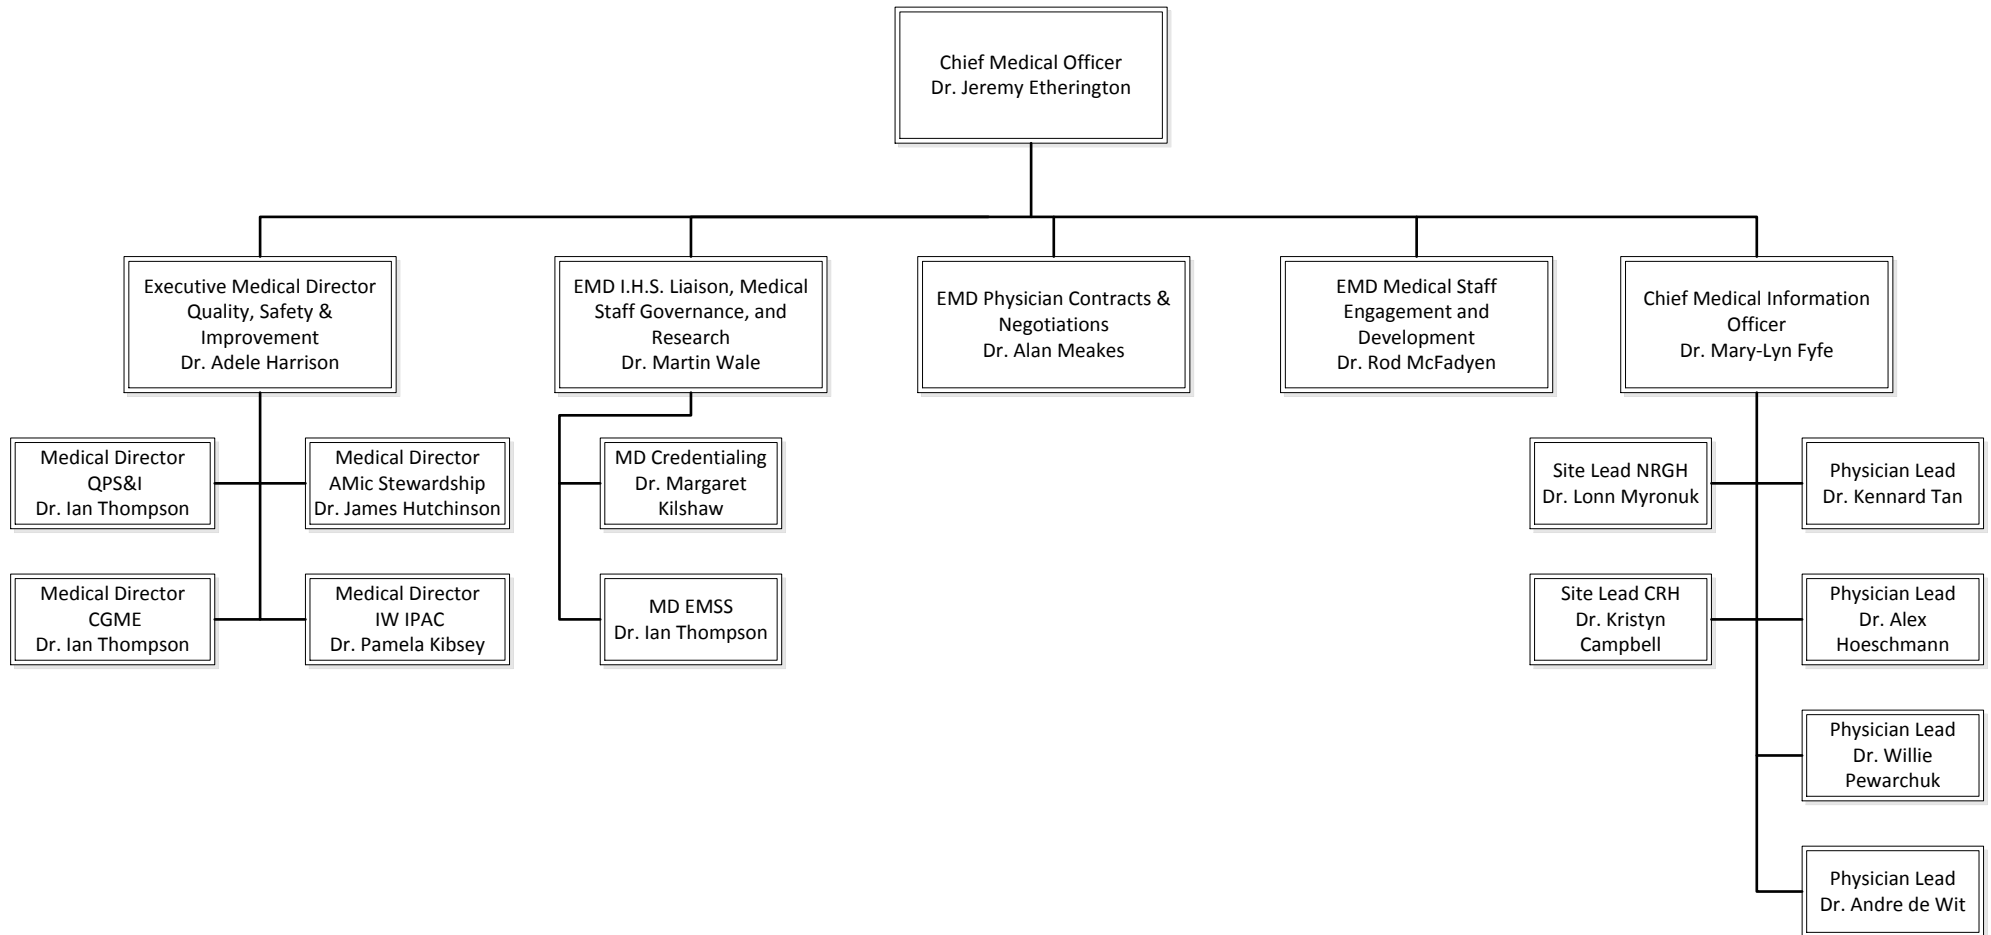 Chief Medical Officer
Dr. Jeremy Etherington
Executive Medical Director
Quality, Safety &
Improvement
Dr. Adele Harrison
EMD I.H.S. Liaison, Medical
Staff Governance, and
Research
Dr. Martin Wale
EMD Physician Contracts &
Negotiations
Dr. Alan Meakes
EMD Medical Staff
Engagement and
Development
Dr. Rod McFadyen
Chief Medical Information
Officer
Dr. Mary-Lyn Fyfe
Medical Director
QPS&I
Dr. Ian Thompson
Medical Director
AMic Stewardship
Dr. James Hutchinson
MD Credentialing
Dr. Margaret
Kilshaw
Site Lead NRGH
Dr. Lonn Myronuk
Physician Lead
Dr. Kennard Tan
Medical Director
CGME
Dr. Ian Thompson
Medical Director
IW IPAC
Dr. Pamela Kibsey
MD EMSS
Dr. Ian Thompson
Site Lead CRH
Dr. Kristyn
Campbell
Physician Lead
Dr. Alex
Hoeschmann
Physician Lead
Dr. Willie
Pewarchuk
Physician Lead
Dr. Andre de Wit